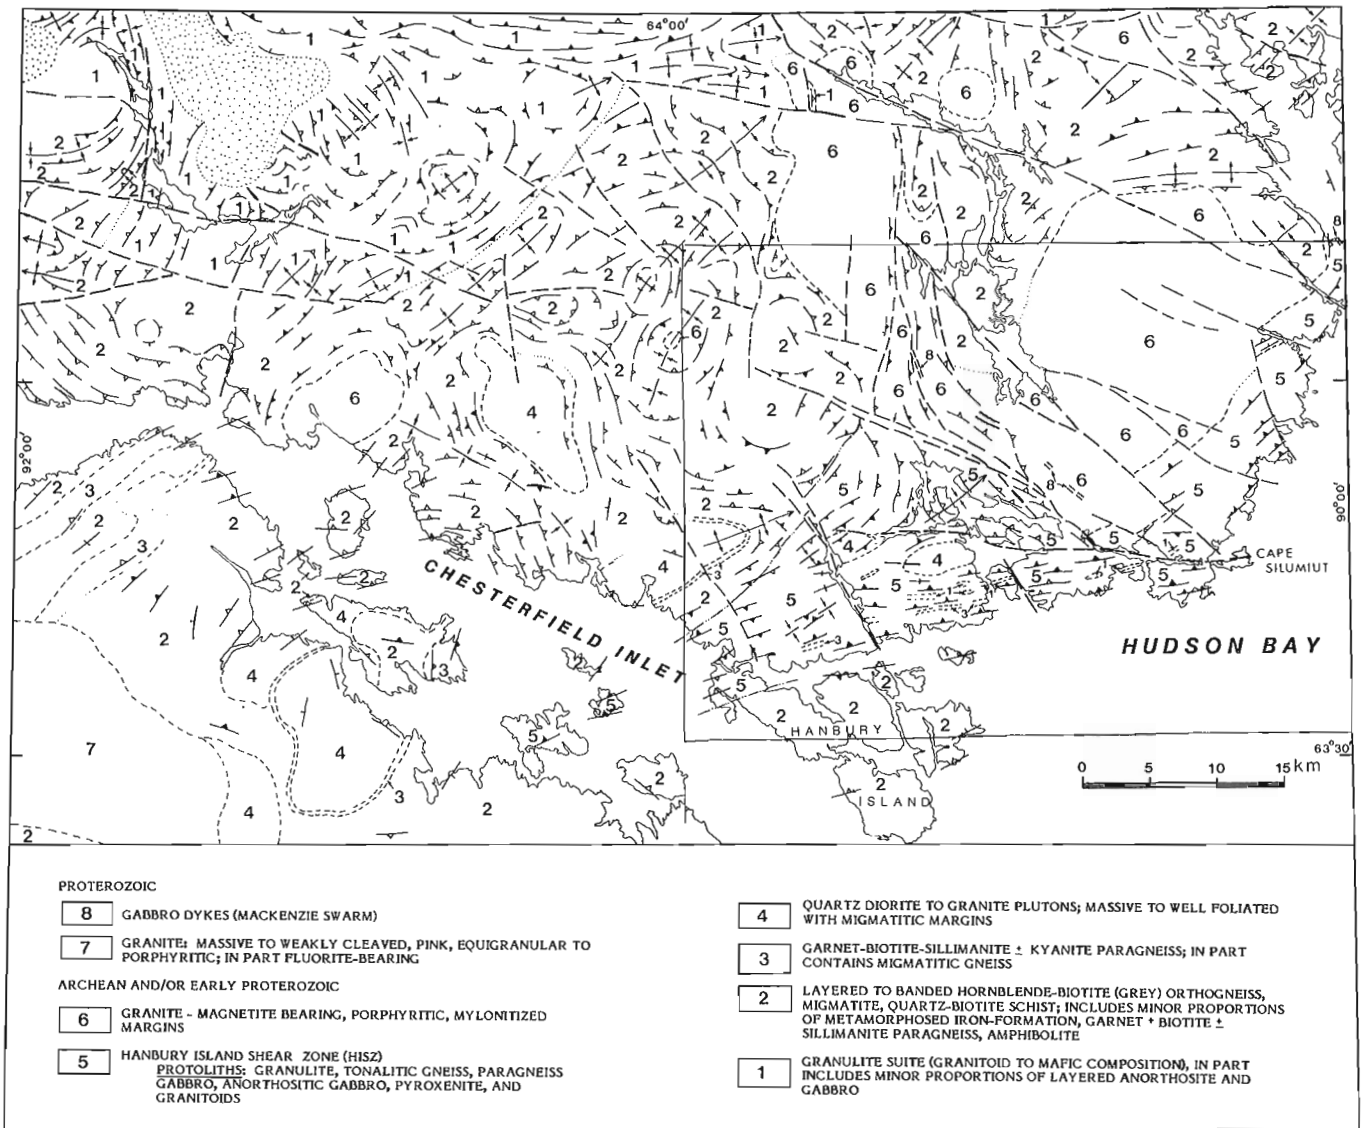 64°00'
92°00'
90°00'
63°30'
CHESTERFIELD INLET
CAPE
SILUMIUT
HUDSON BAY
HANBURY
ISLAND
0 5 10 15 km
PROTEROZOIC
8 GABBRO DYKES (MACKENZIE SWARM)
7 GRANITE: MASSIVE TO WEAKLY CLEAVED, PINK, EQUIGRANULAR TO
PORPHYRITIC; IN PART FLUORITE-BEARING
ARCHEAN AND/OR EARLY PROTEROZOIC
6 GRANITE - MAGNETITE BEARING, PORPHYRITIC, MYLONITIZED
MARGINS
5 HANBURY ISLAND SHEAR ZONE (HISZ)
PROTOLITHS: GRANULITE, TONALITIC GNEISS, PARAGNEISS
GABBRO, ANORTHOSITIC GABBRO, PYROXENITE, AND
GRANITOIDS
4 QUARTZ DIORITE TO GRANITE PLUTONS; MASSIVE TO WELL FOLIATED
WITH MIGMATITIC MARGINS
3 GARNET-BIOTITE-SILLIMANITE ± KYANITE PARAGNEISS; IN PART
CONTAINS MIGMATITIC GNEISS
2 LAYERED TO BANDED HORNBLENDE-BIOTITE (GREY) ORTHOGNEISS,
MIGMATITE, QUARTZ-BIOTITE SCHIST; INCLUDES MINOR PROPORTIONS
OF METAMORPHOSED IRON-FORMATION, GARNET + BIOTITE ±
SILLIMANITE PARAGNEISS, AMPHIBOLITE
1 GRANULITE SUITE (GRANITOID TO MAFIC COMPOSITION), IN PART
INCLUDES MINOR PROPORTIONS OF LAYERED ANORTHOSITE AND
GABBRO